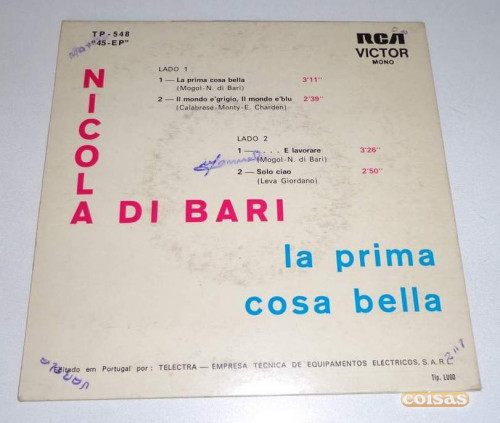 TP-548
"45-EP"
RCA
VICTOR
MONO
NICOLA DI BARI
LADO 1
1 — La prima cosa bella 3'11"
(Mogol-N. di Bari)
2 — Il mondo e'grigio, Il mondo e'blu 2'39"
(Calabrese-Monty-E. Charden)
LADO 2
1 — . . . . E lavorare 3'26"
(Mogol-N. di Bari)
2 — Solo ciao 2'50"
(Leva Giordano)
la prima
cosa bella
Editado em Portugal por: TELECTRA — EMPRESA TECNICA DE EQUIPAMENTOS ELECTRICOS, S. A. R. L.
Tip. LUBO
coisas